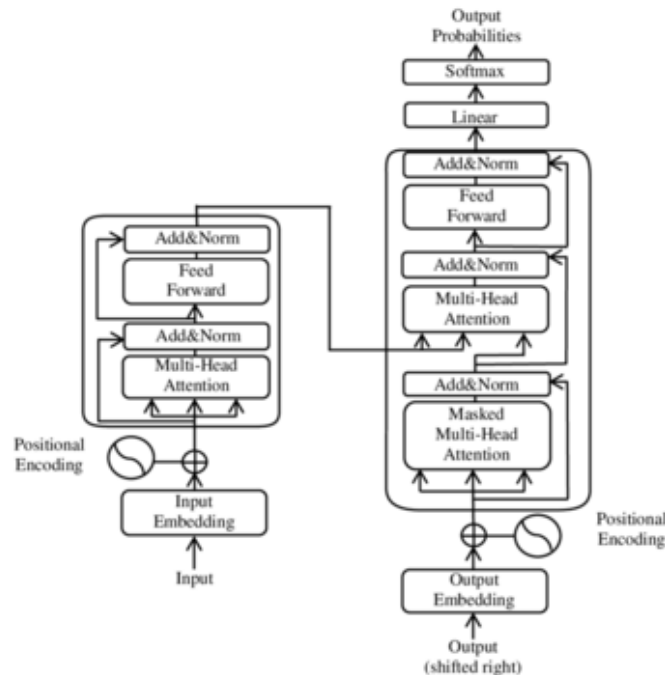 Output
Probabilities
Softmax
Linear
Add&Norm
Feed
Forward
Add&Norm
Multi-Head
Attention
Add&Norm
Masked
Multi-Head
Attention
Positional
Encoding
Output
Embedding
Output
(shifted right)
Add&Norm
Feed
Forward
Add&Norm
Multi-Head
Attention
Positional
Encoding
Input
Embedding
Input